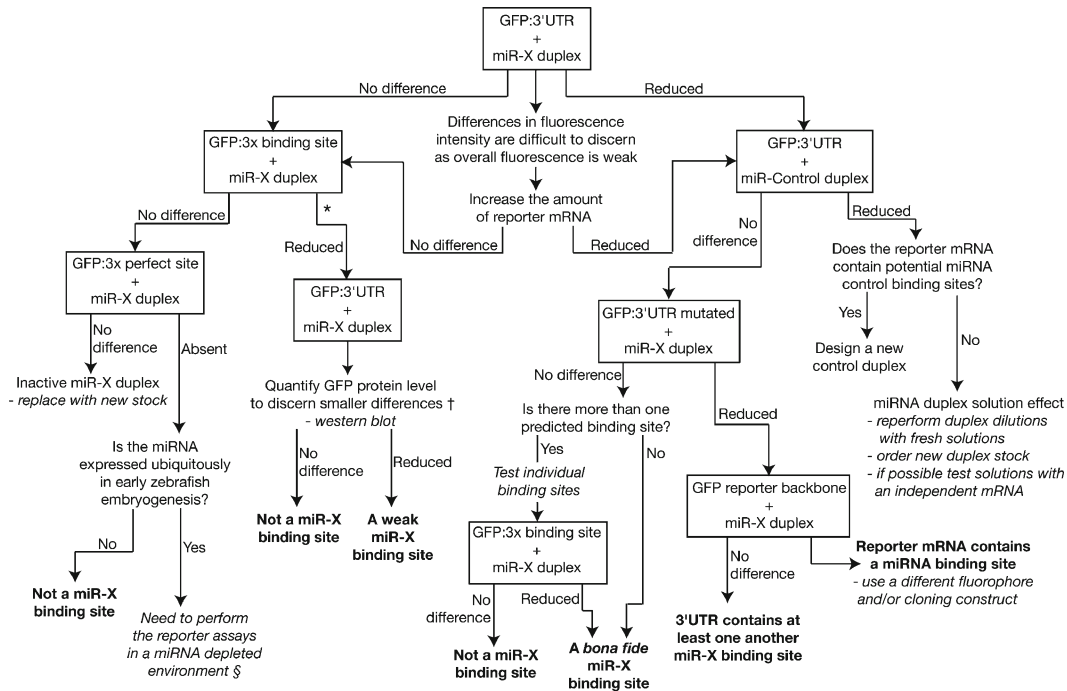 GFP:3'UTR
+
miR-X duplex
No difference
Reduced
Differences in fluorescence
intensity are difficult to discern
as overall fluorescence is weak
Increase the amount
of reporter mRNA
No difference
Reduced
GFP:3x binding site
+
miR-X duplex
No difference
*
Reduced
GFP:3x perfect site
+
miR-X duplex
No
difference
Absent
Inactive miR-X duplex
- replace with new stock
Is the miRNA
expressed ubiquitously
in early zebrafish
embryogenesis?
No
Yes
Not a miR-X
binding site
Need to perform
the reporter assays
in a miRNA depleted
environment §
GFP:3'UTR
+
miR-X duplex
Quantify GFP protein level
to discern smaller differences †
- western blot
No
difference
Reduced
Not a miR-X
binding site
A weak
miR-X
binding site
GFP:3'UTR
+
miR-Control duplex
No
difference
Reduced
Does the reporter mRNA
contain potential miRNA
control binding sites?
Yes
No
Design a new
control duplex
miRNA duplex solution effect
- reperform duplex dilutions
with fresh solutions
- order new duplex stock
- if possible test solutions with
an independent mRNA
GFP:3'UTR mutated
+
miR-X duplex
No difference
Reduced
Is there more than one
predicted binding site?
Yes
No
Test individual
binding sites
GFP:3x binding site
+
miR-X duplex
No
difference
Reduced
Not a miR-X
binding site
A bona fide
miR-X
binding site
GFP reporter backbone
+
miR-X duplex
No
difference
3'UTR contains at
least one another
miR-X binding site
Reporter mRNA contains
a miRNA binding site
- use a different fluorophore
and/or cloning construct